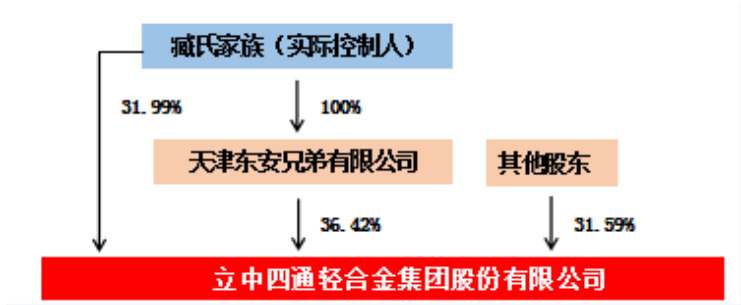 臧氏家族（实际控制人）
31.99%
100%
天津东安兄弟有限公司
其他股东
36.42%
31.59%
立中四通轻合金集团股份有限公司